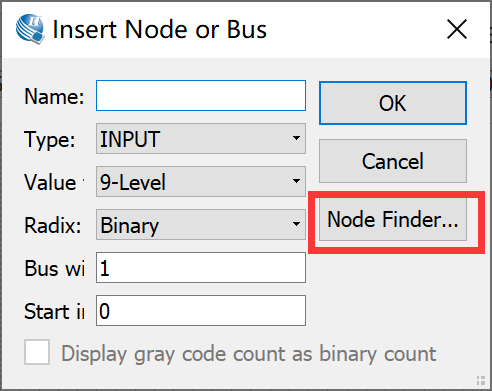 Insert Node or Bus
Name:
OK
Type: INPUT
Cancel
Value 9-Level
Node Finder...
Radix: Binary
Bus wi 1
Start i 0
Display gray code count as binary count